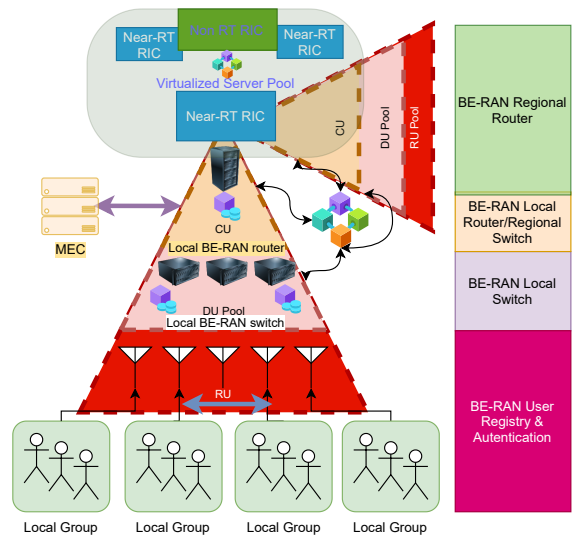 Near-RT
RIC
Non-RT RIC
Near-RT
RIC
Virtualized Server Pool
Near-RT RIC
CU
DU Pool
RU Pool
MEC
CU
Local BE-RAN router
DU Pool
Local BE-RAN switch
RU
Local Group
Local Group
Local Group
Local Group
BE-RAN Regional
Router
BE-RAN Local
Router/Regional
Switch
BE-RAN Local
Switch
BE-RAN User
Registry &
Autentication